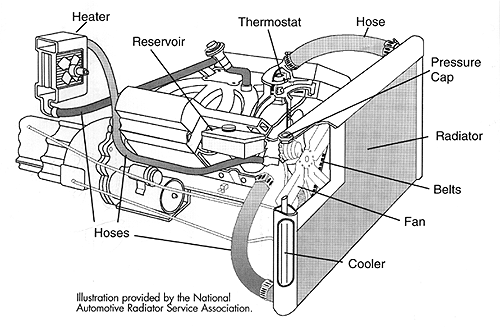 Heater
Thermostat
Hose
Reservoir
Pressure
Cap
Radiator
Belts
Fan
Hoses
Cooler
Illustration provided by the National
Automotive Radiator Service Association.